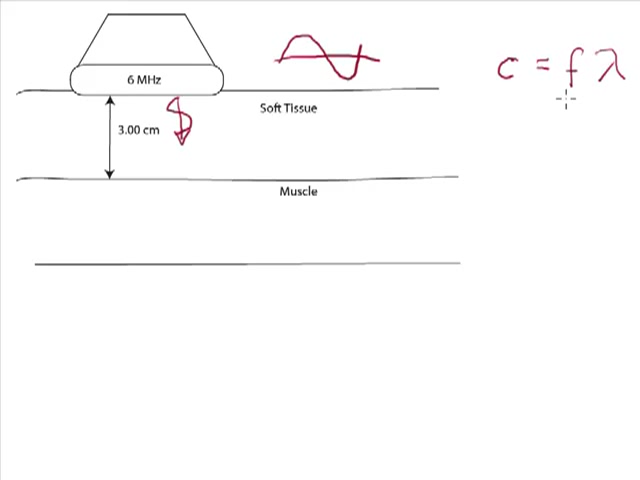 6 MHz
c = f λ
Soft Tissue
3.00 cm
Muscle